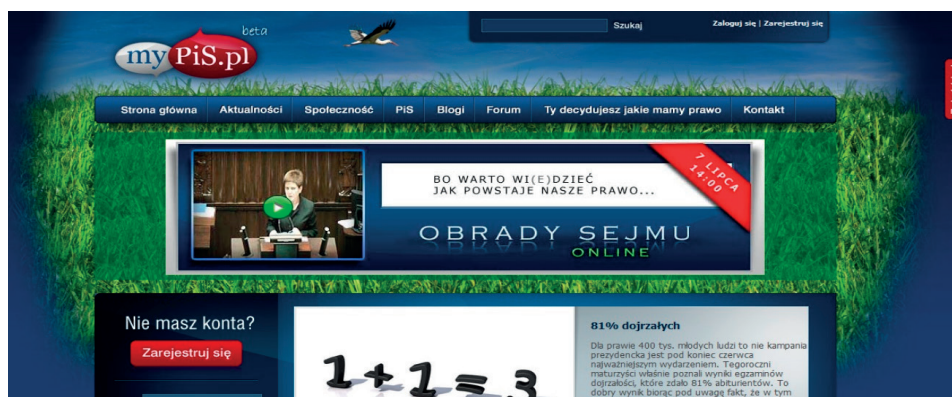 beta
myPiS.pl
Szukaj
Zaloguj się | Zarejestruj się
Strona główna Aktualności Społeczność PiS Blogi Forum Ty decydujesz jakie mamy prawo Kontakt
7 LIPCA
14:00
BO WARTO WI(E)DZIEĆ
JAK POWSTAJE NASZE PRAWO...
OBRADY SEJMU
ONLINE
Nie masz konta?
Zarejestruj się
1+1=3
81% dojrzałych
Dla prawie 400 tys. młodych ludzi to nie kampania
prezydencka jest pod koniec czerwca
najważniejszym wydarzeniem. Tegoroczni
maturzyści właśnie poznali wyniki egzaminów
dojrzałości, które zdało 81% abiturientów. To
dobry wynik biorąc pod uwagę fakt, że w tym